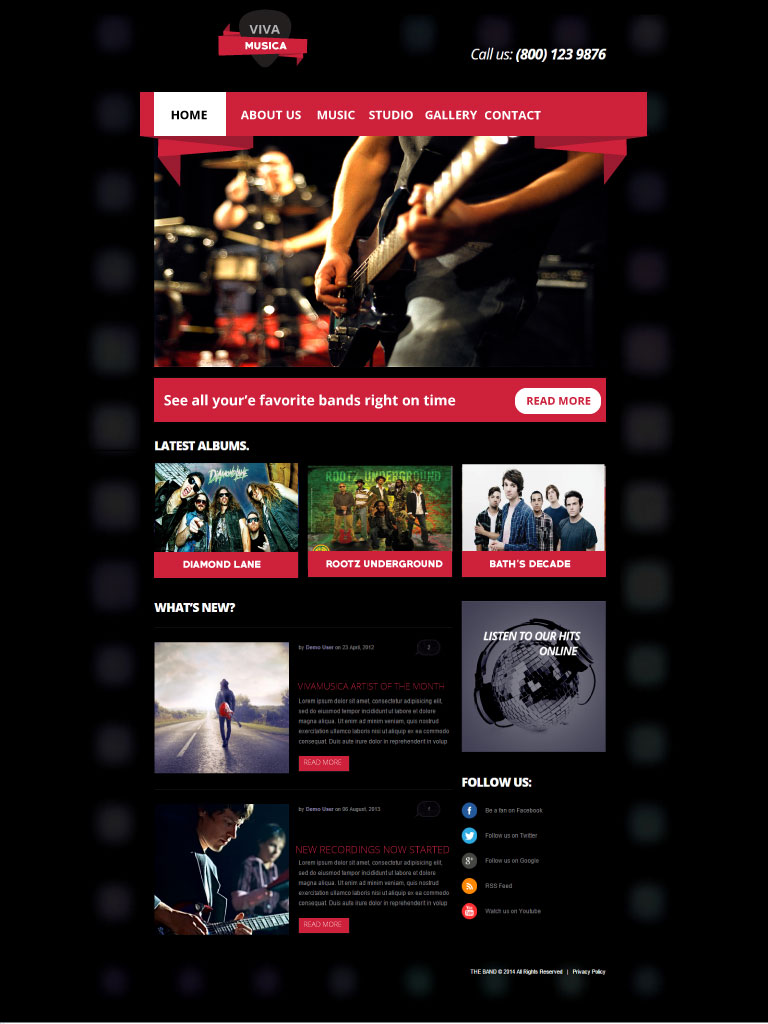 VIVA
MUSICA
Call us: (800) 123 9876
HOME ABOUT US MUSIC STUDIO GALLERY CONTACT
See all your'e favorite bands right on time
READ MORE
LATEST ALBUMS.
DIAMOND LANE
ROOTZ UNDERGROUND
DIAMOND LANE
ROOTZ UNDERGROUND
BATH'S DECADE
WHAT'S NEW?
by Demo User on 23 April, 2012
2
VIVAMUSICA ARTIST OF THE MONTH
Lorem ipsum dolor sit amet, consectetur adipiscing elit,
sed do eiusmod tempor incididunt ut labore et dolore
magna aliqua. Ut enim ad minim veniam, quis nostrud
exercitation ullamco laboris nisi ut aliquip ex ea commodo
consequat. Duis aute irure dolor in reprehenderit in volup
READ MORE
by Demo User on 06 August, 2013
NEW RECORDINGS NOW STARTED
Lorem ipsum dolor sit amet, consectetur adipiscing elit,
sed do eiusmod tempor incididunt ut labore et dolore
magna aliqua. Ut enim ad minim veniam, quis nostrud
exercitation ullamco laboris nisi ut aliquip ex ea commodo
consequat. Duis aute irure dolor in reprehenderit in volup
READ MORE
LISTEN TO OUR HITS
ONLINE
FOLLOW US:
Be a fan on Facebook
Follow us on Twitter
Follow us on Google
RSS Feed
Watch us on Youtube
THE BAND © 2014 All Rights Reserved | Privacy Policy